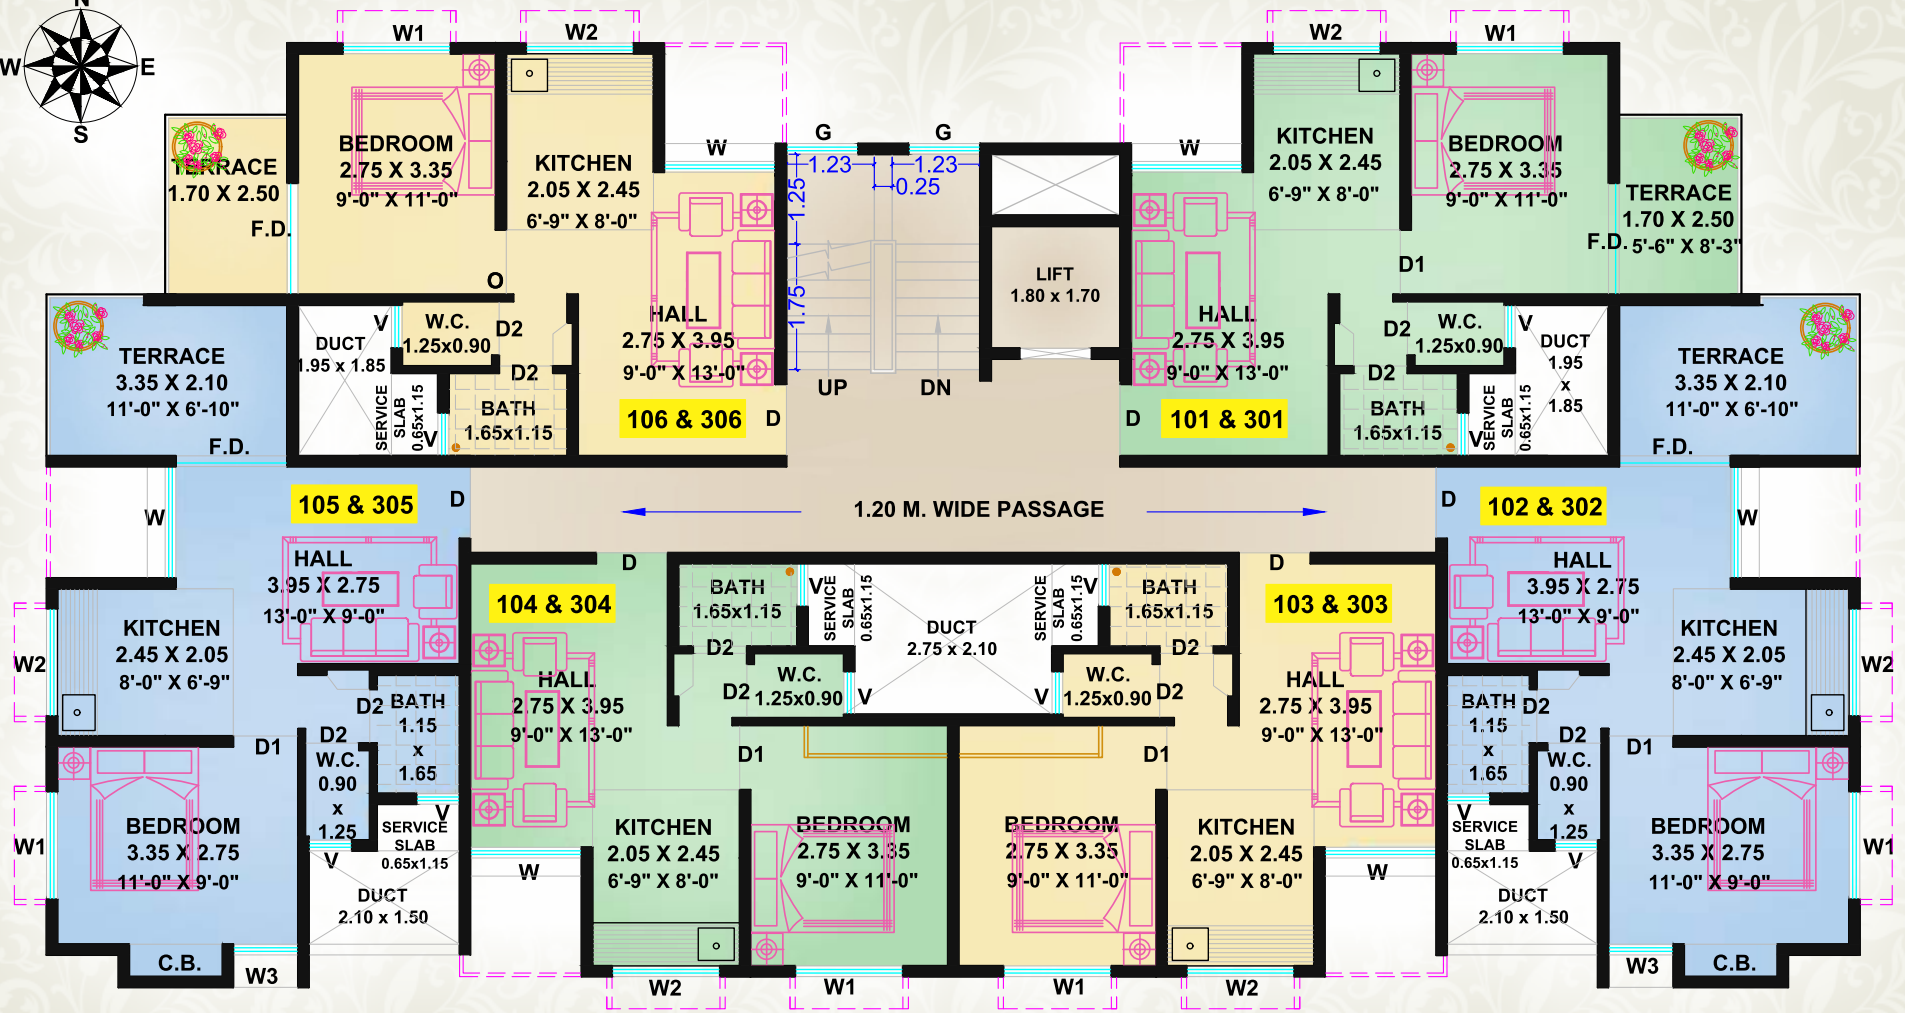 N
W
E
S
W1
W2
BEDROOM
2.75 X 3.35
9'-0" X 11'-0"
KITCHEN
2.05 X 2.45
6'-9" X 8'-0"
W
TERRACE
1.70 X 2.50
F.D.
O
HALL
2.75 X 3.95
9'-0" X 13'-0"
106 & 306
D
DUCT
1.95 x 1.85
V
W.C.
1.25x0.90
D2
D2
BATH
1.65x1.15
SERVICE
SLAB
0.65x1.15
V
G
G
1.23
1.23
0.25
1.25
1.75
UP
DN
LIFT
1.80 x 1.70
W2
W1
W
KITCHEN
2.05 X 2.45
6'-9" X 8'-0"
BEDROOM
2.75 X 3.35
9'-0" X 11'-0"
TERRACE
1.70 X 2.50
5'-6" X 8'-3"
F.D.
D1
HALL
2.75 X 3.95
9'-0" X 13'-0"
101 & 301
D
D2
W.C.
1.25x0.90
V
D2
BATH
1.65x1.15
V
SERVICE
SLAB
0.65x1.15
DUCT
1.95
x
1.85
TERRACE
3.35 X 2.10
11'-0" X 6'-10"
F.D.
TERRACE
3.35 X 2.10
11'-0" X 6'-10"
F.D.
1.20 M. WIDE PASSAGE
W
105 & 305
D
HALL
3.95 X 2.75
13'-0" X 9'-0"
KITCHEN
2.45 X 2.05
8'-0" X 6'-9"
W2
D1
D2
D2
BATH
1.15
x
1.65
W.C.
0.90
x
1.25
V
V
SERVICE
SLAB
0.65x1.15
DUCT
2.10 x 1.50
W1
BEDROOM
3.35 X 2.75
11'-0" X 9'-0"
C.B.
W3
D
104 & 304
HALL
2.75 X 3.95
9'-0" X 13'-0"
BATH
1.65x1.15
V
SERVICE
SLAB
0.65x1.15
D2
W.C.
1.25x0.90
D2
V
D1
KITCHEN
2.05 X 2.45
6'-9" X 8'-0"
BEDROOM
2.75 X 3.35
9'-0" X 11'-0"
W
W2
W1
DUCT
2.75 x 2.10
D
103 & 303
SERVICE
SLAB
0.65x1.15
V
BATH
1.65x1.15
D2
W.C.
1.25x0.90
D2
V
HALL
2.75 X 3.95
9'-0" X 13'-0"
D1
BEDROOM
2.75 X 3.35
9'-0" X 11'-0"
KITCHEN
2.05 X 2.45
6'-9" X 8'-0"
W
W1
W2
D
102 & 302
W
HALL
3.95 X 2.75
13'-0" X 9'-0"
KITCHEN
2.45 X 2.05
8'-0" X 6'-9"
W2
BATH
1.15
x
1.65
D2
D2
D1
W.C.
0.90
x
1.25
V
V
SERVICE
SLAB
0.65x1.15
DUCT
2.10 x 1.50
BEDROOM
3.35 X 2.75
11'-0" X 9'-0"
W1
W3
C.B.